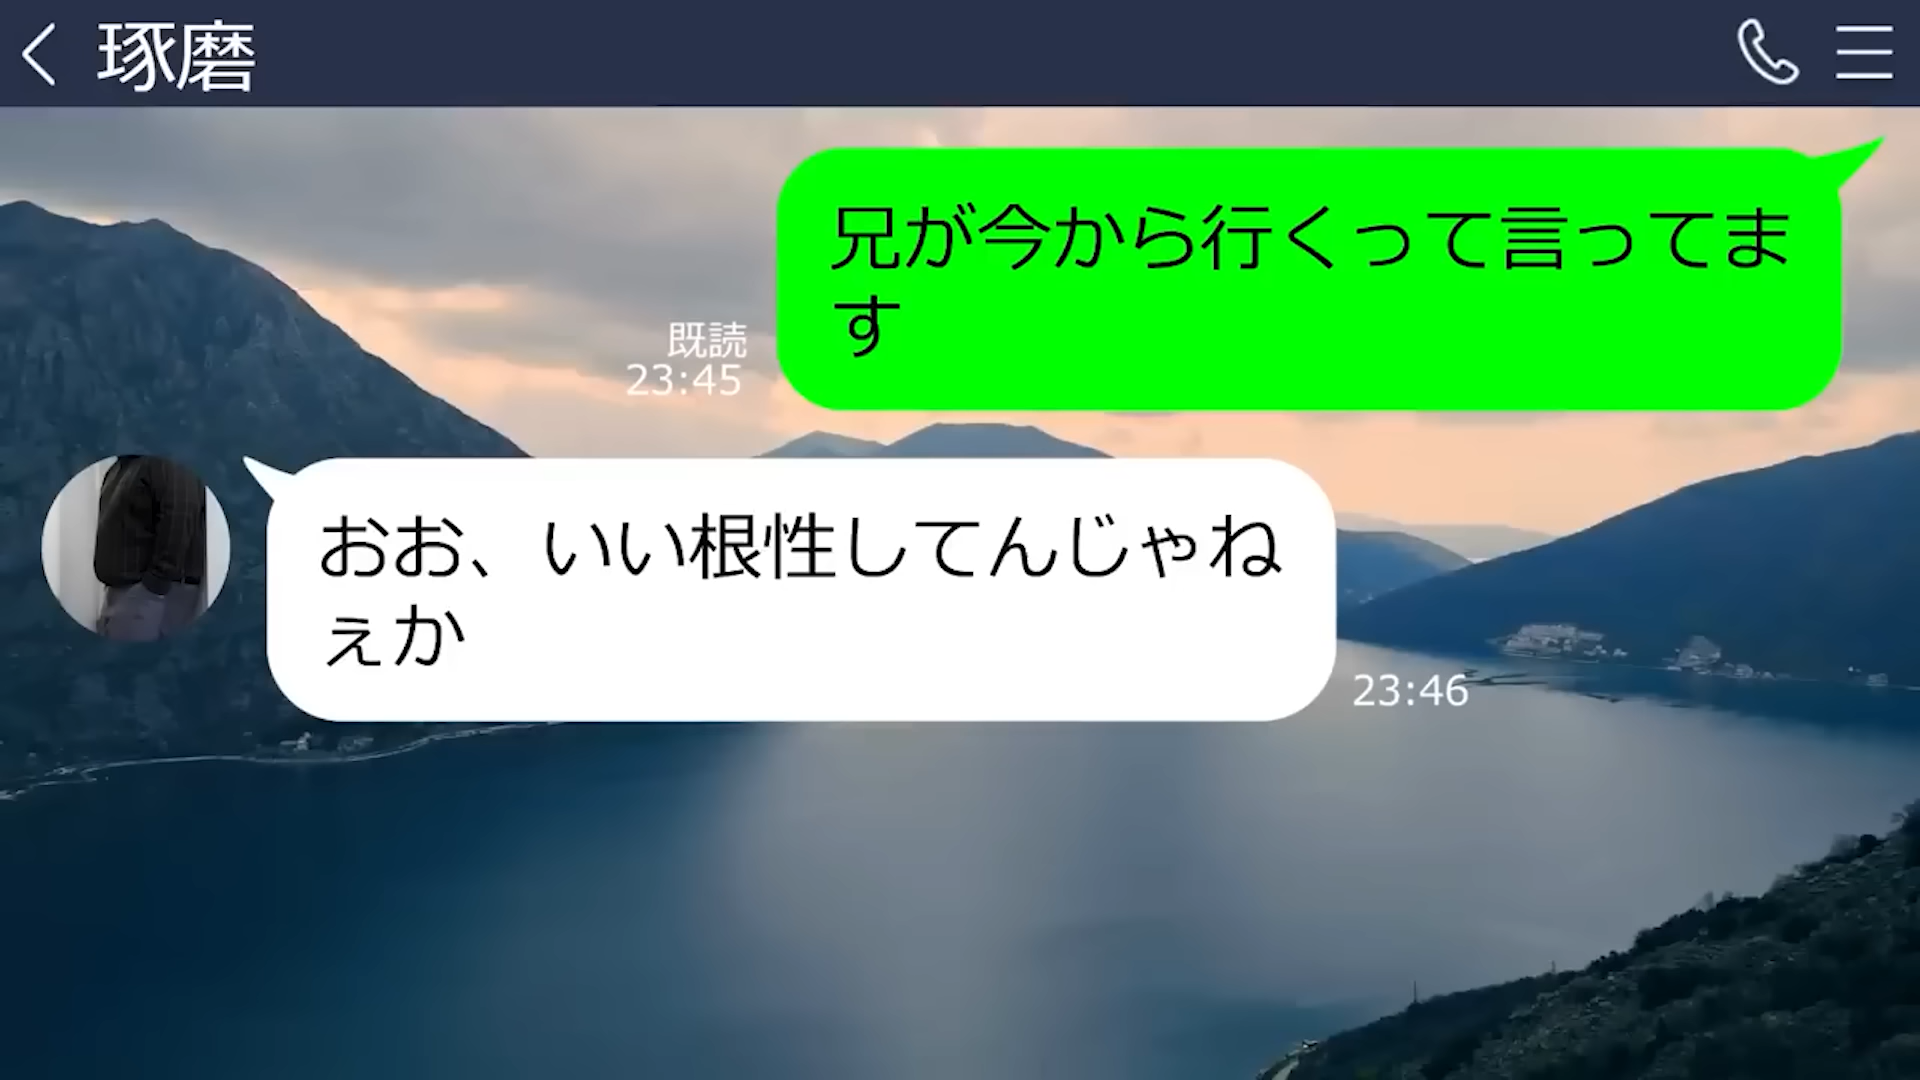 琢磨
兄が今から行くって言ってま
す
既読
23:45
おお、いい根性してんじゃね
ぇか
23:46